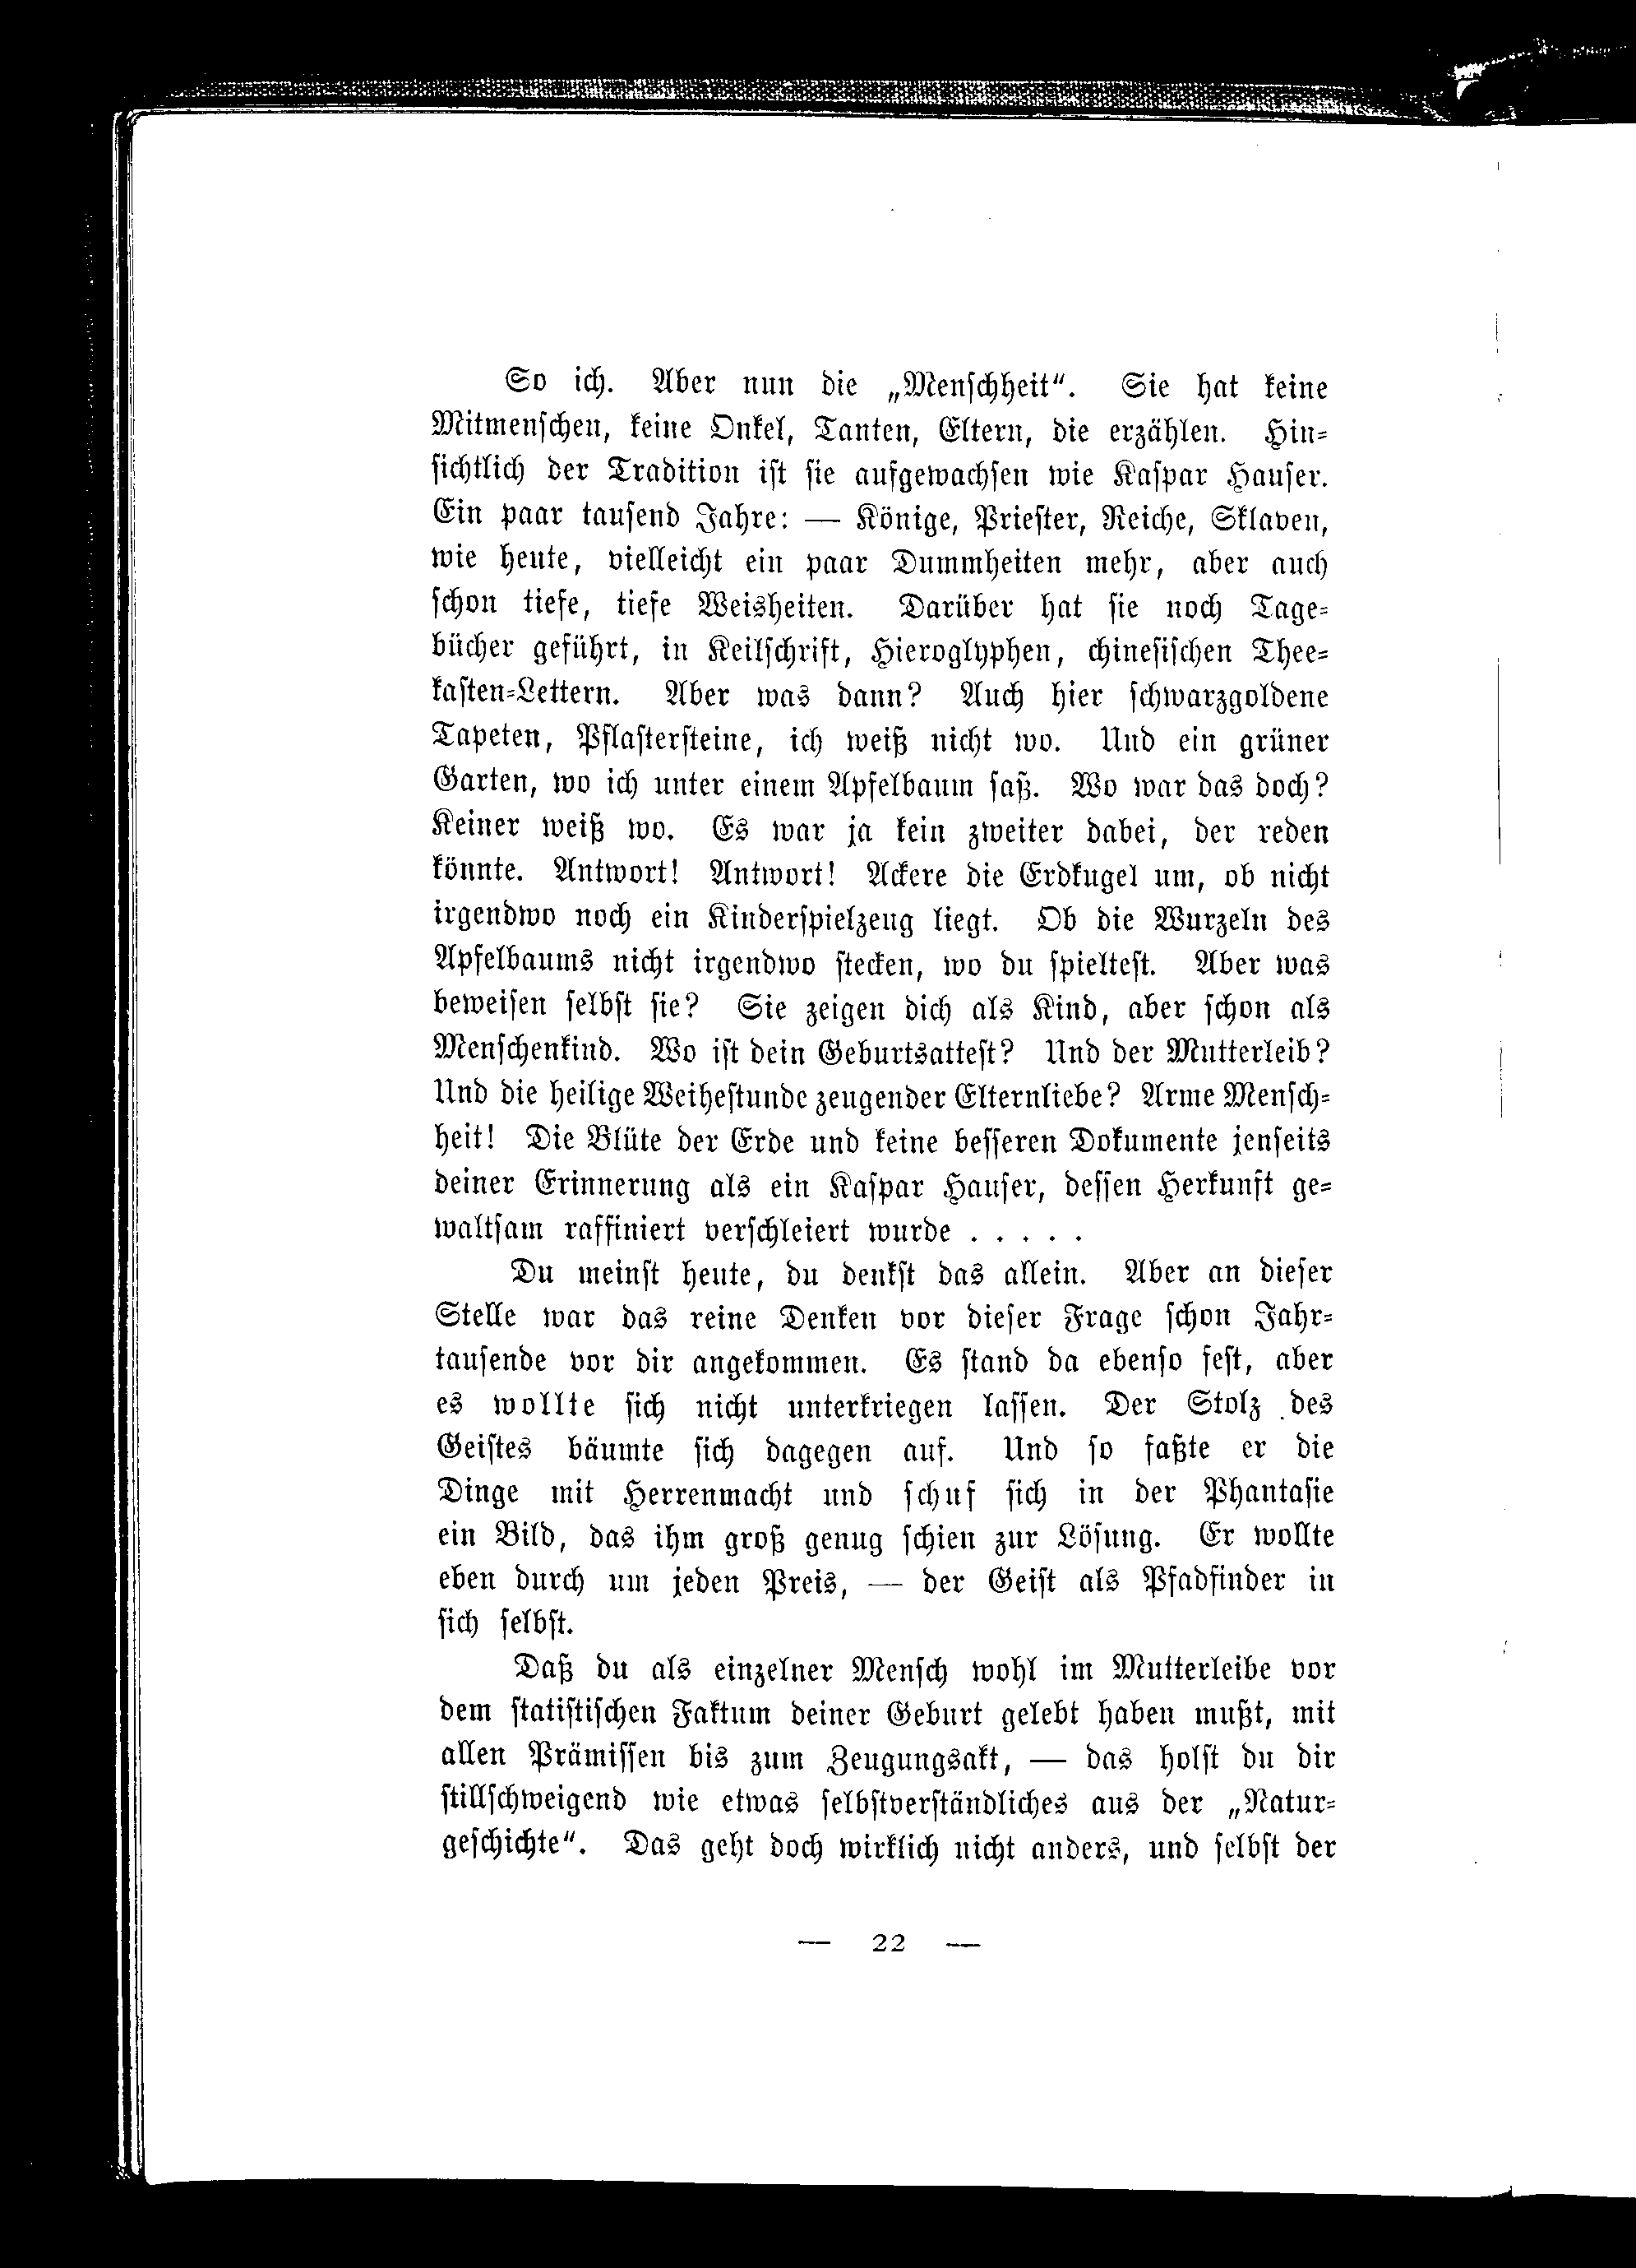 So ich. Aber nun die „Menschheit“. Sie hat keine
Mitmenschen, keine Onkel, Tanten, Eltern, die erzählen. Hin-
sichtlich der Tradition ist sie aufgewachsen wie Kaspar Hauser.
Ein paar tausend Jahre: — Könige, Priester, Reiche, Sklaven,
wie heute, vielleicht ein paar Dummheiten mehr, aber auch
schon tiefe, tiefe Weisheiten. Darüber hat sie noch Tage-
bücher geführt, in Keilschrift, Hieroglyphen, chinesischen Thee-
kasten-Lettern. Aber was dann? Auch hier schwarzgoldene
Tapeten, Pflastersteine, ich weiß nicht wo. Und ein grüner
Garten, wo ich unter einem Apfelbaum saß. Wo war das doch?
Keiner weiß wo. Es war ja kein zweiter dabei, der reden
könnte. Antwort! Antwort! Ackere die Erdkugel um, ob nicht
irgendwo noch ein Kinderspielzeug liegt. Ob die Wurzeln des
Apfelbaums nicht irgendwo stecken, wo du spieltest. Aber was
beweisen selbst sie? Sie zeigen dich als Kind, aber schon als
Menschenkind. Wo ist dein Geburtsattest? Und der Mutterleib?
Und die heilige Weihestunde zeugender Elternliebe? Arme Mensch-
heit! Die Blüte der Erde und keine besseren Dokumente jenseits
deiner Erinnerung als ein Kaspar Hauser, dessen Herkunft ge-
waltsam raffiniert verschleiert wurde . . . . .
Du meinst heute, du denkst das allein. Aber an dieser
Stelle war das reine Denken vor dieser Frage schon Jahr-
tausende vor dir angekommen. Es stand da ebenso fest, aber
es wollte sich nicht unterkriegen lassen. Der Stolz des
Geistes bäumte sich dagegen auf. Und so faßte er die
Dinge mit Herrenmacht und schuf sich in der Phantasie
ein Bild, das ihm groß genug schien zur Lösung. Er wollte
eben durch um jeden Preis, — der Geist als Pfadfinder in
sich selbst.
Daß du als einzelner Mensch wohl im Mutterleibe vor
dem statistischen Faktum deiner Geburt gelebt haben mußt, mit
allen Prämissen bis zum Zeugungsakt, — das holst du dir
stillschweigend wie etwas selbstverständliches aus der „Natur-
geschichte“. Das geht doch wirklich nicht anders, und selbst der
— 22 —